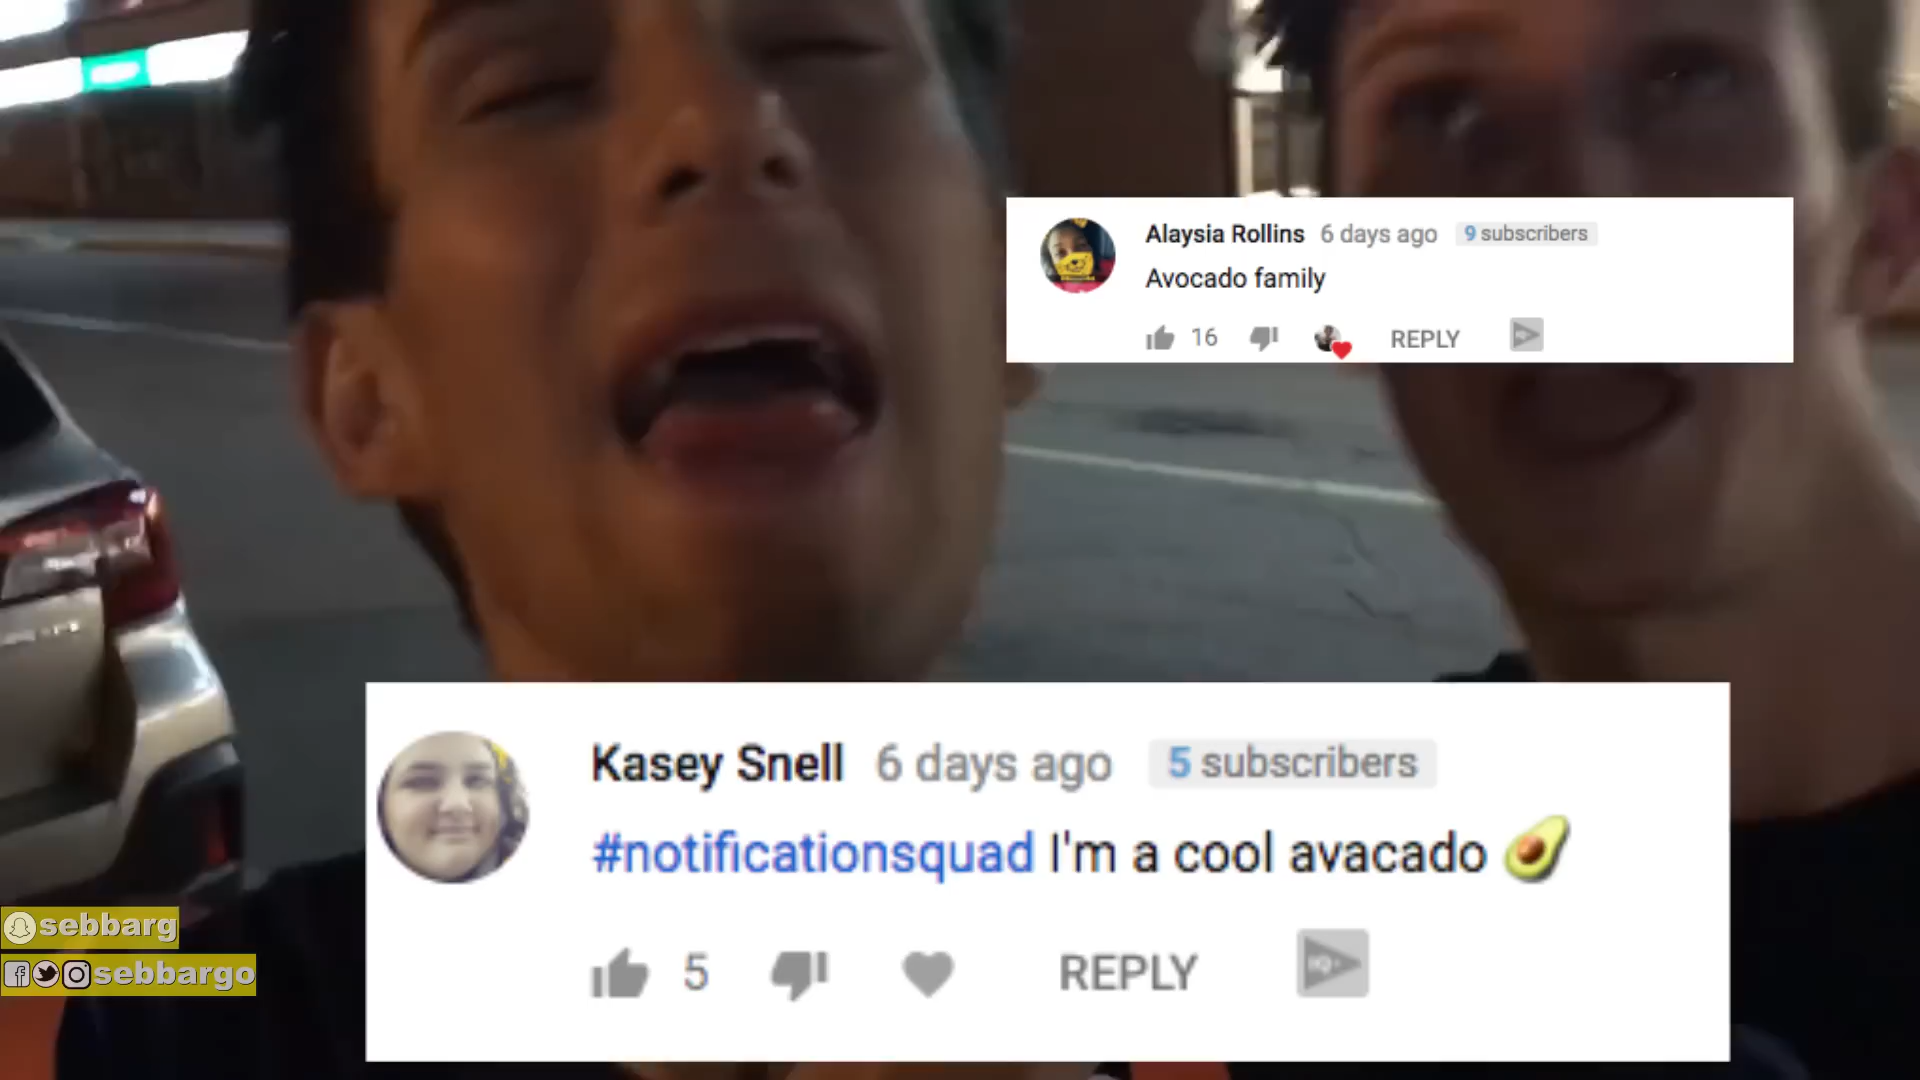 Alaysia Rollins 6 days ago 9 subscribers
Avocado family
16 REPLY
Kasey Snell 6 days ago 5 subscribers
#notificationsquad I'm a cool avacado 🥑
5 REPLY
sebbarg
sebbargo